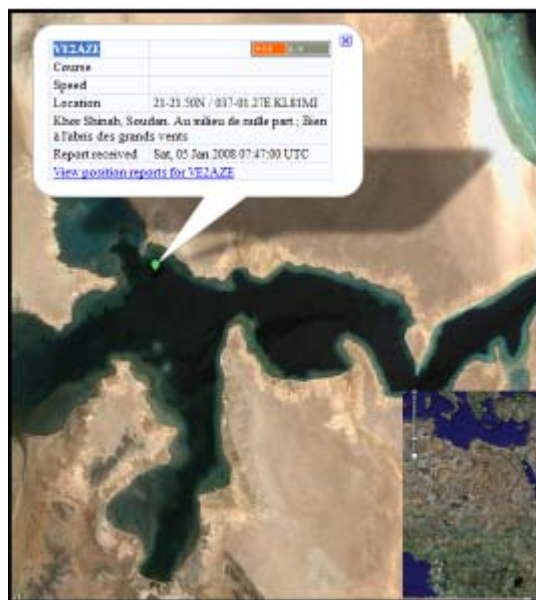 VE2AZE
Course
Speed
Location 21-21.50N / 037-01.27E KL81MI
Khor Shinab, Soudan. Au milieu de nulle part ; Bien
à l'abris des grands vents
Report received Sat, 05 Jan 2008 07:47:00 UTC
View position reports for VE2AZE